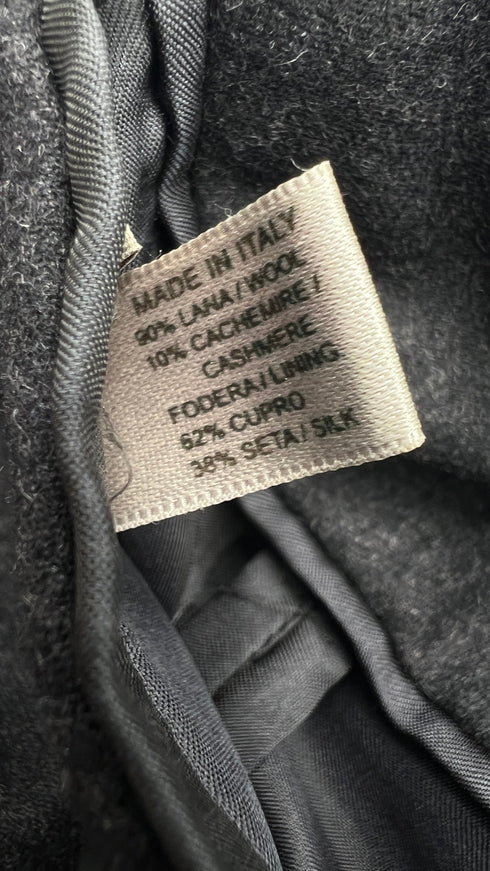 MADE IN ITALY
90% LANA / WOOL
10% CACHEMIRE /
CASHMERE
FODERA / LINING
62% CUPRO
38% SETA / SILK